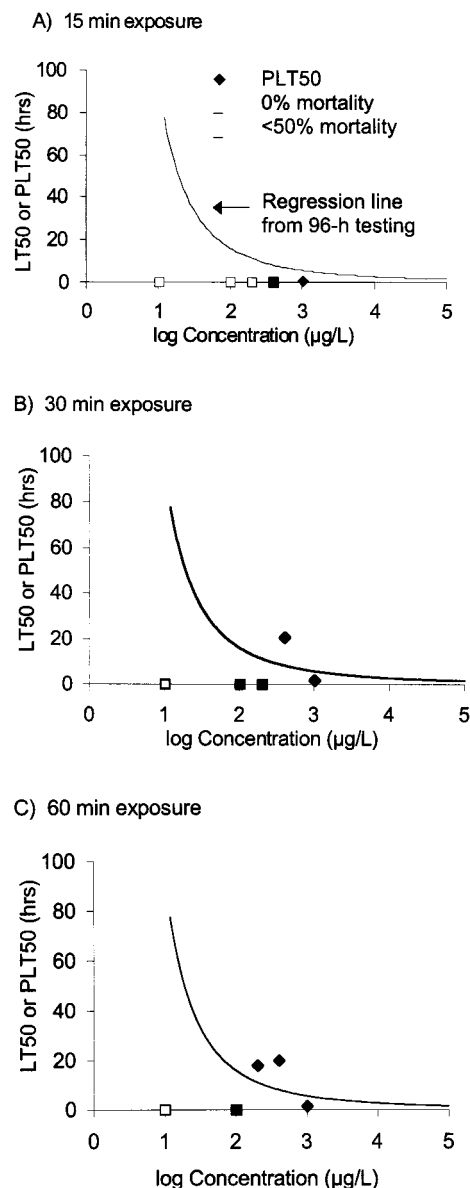 A) 15 min exposure
100
80
60
40
20
0
LT50 or PLT50 (hrs)
PLT50
0% mortality
<50% mortality
Regression line
from 96-h testing
0 1 2 3 4 5
log Concentration (µg/L)
B) 30 min exposure
100
80
60
40
20
0
LT50 or PLT50 (hrs)
0 1 2 3 4 5
log Concentration (µg/L)
C) 60 min exposure
100
80
60
40
20
0
LT50 or PLT50 (hrs)
0 1 2 3 4 5
log Concentration (µg/L)